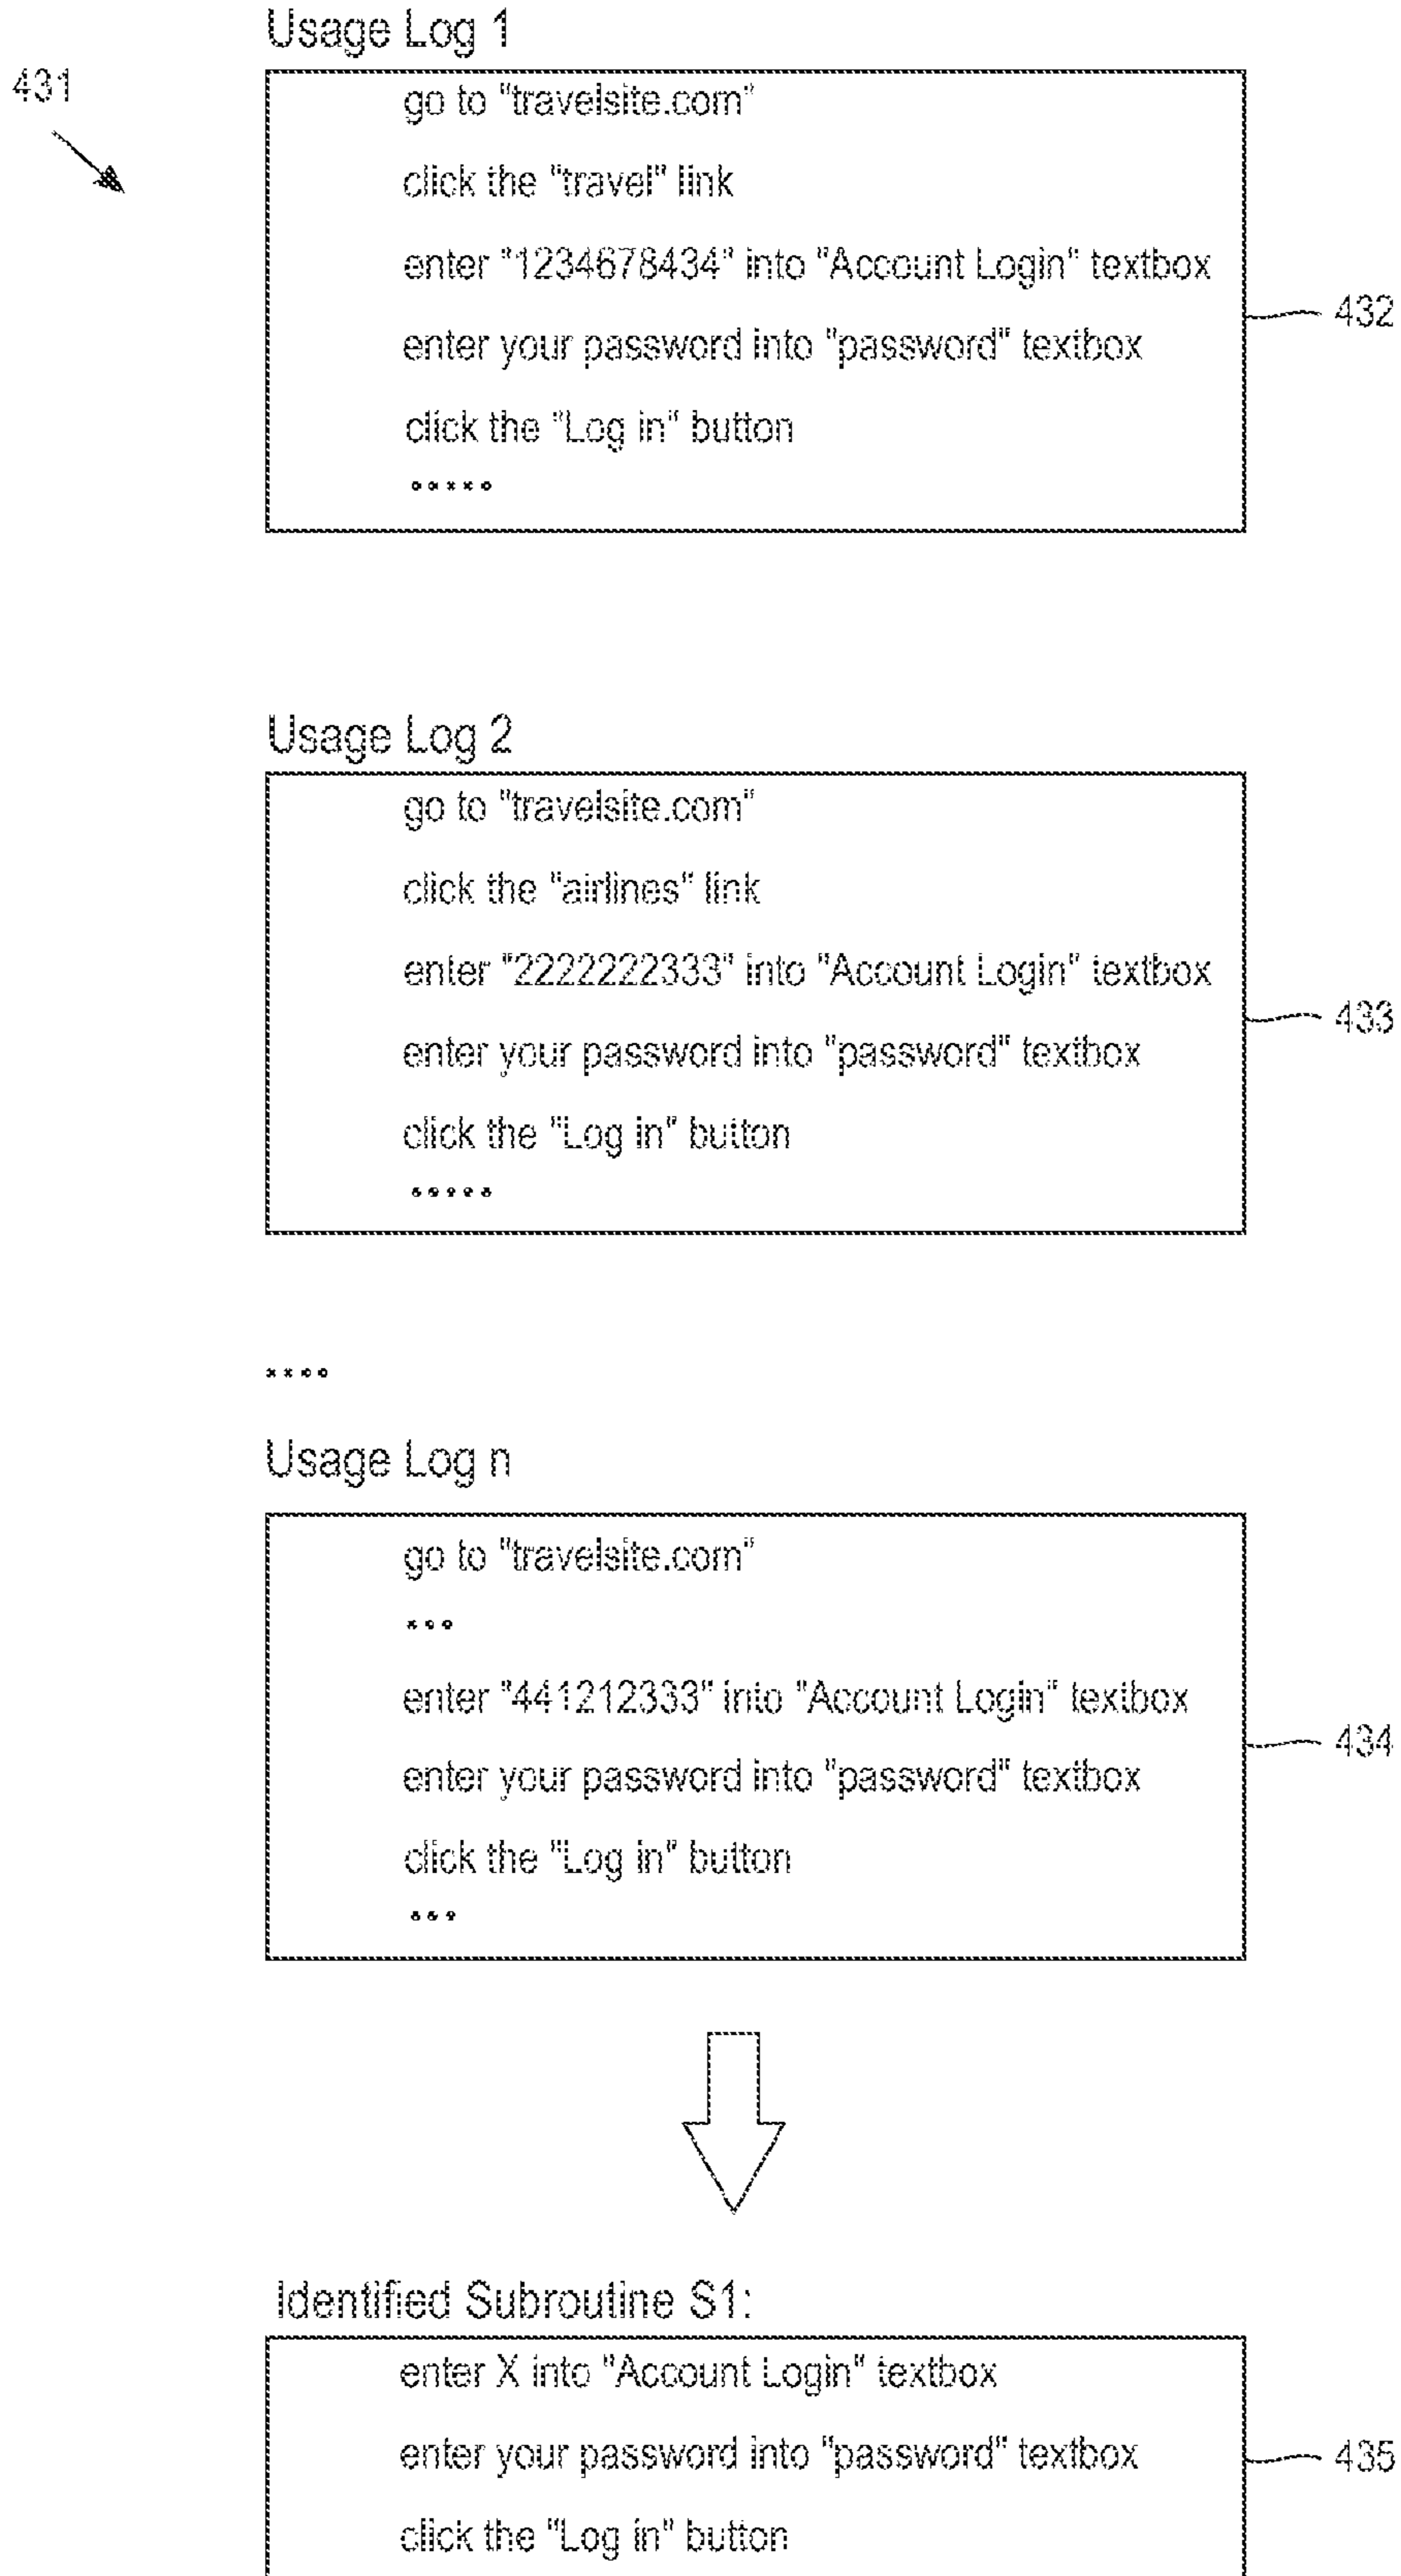 Usage Log 1
431
go to "travelsite.com"
click the "travel" link
enter "1234678434" into "Account Login" textbox
432
enter your password into "password" textbox
click the "Log in" button
.....
Usage Log 2
go to "travelsite.com"
click the "airlines" link
enter "2222222333" into "Account Login" textbox
433
enter your password into "password" textbox
click the "Log in" button
.....
....
Usage Log n
go to "travelsite.com"
...
enter "441212333" into "Account Login" textbox
434
enter your password into "password" textbox
click the "Log in" button
...
Identified Subroutine S1:
enter X into "Account Login" textbox
enter your password into "password" textbox
435
click the "Log in" button